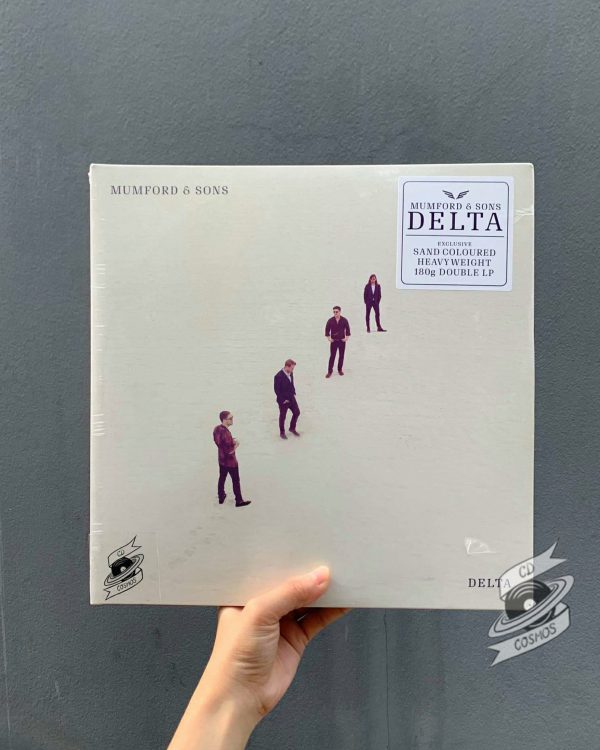 MUMFORD & SONS
MUMFORD & SONS
DELTA
EXCLUSIVE
SAND COLOURED
HEAVYWEIGHT
180g DOUBLE LP
DELTA
CD
COSMOS
CD
COSMOS